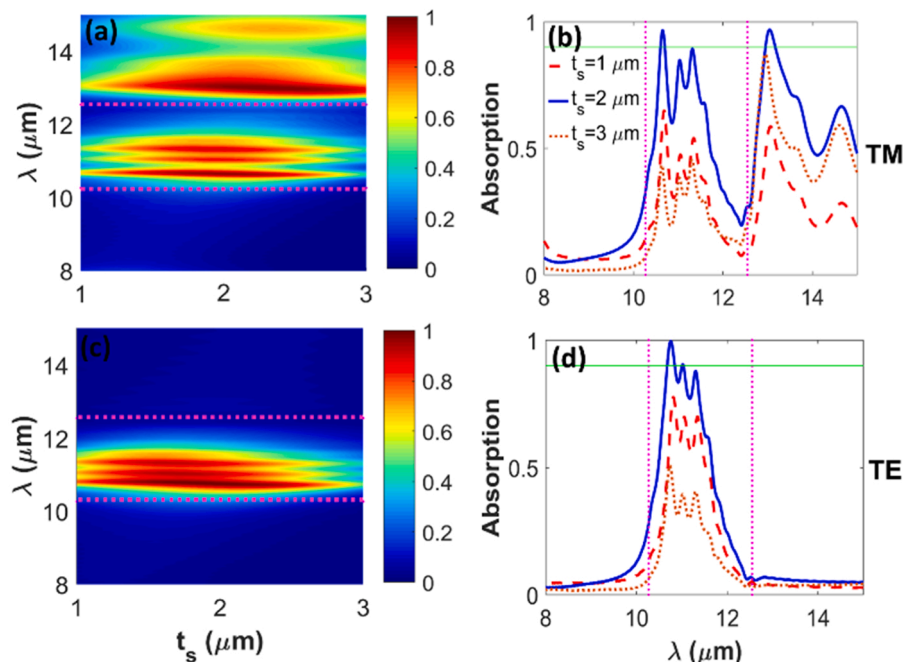 (a)
14
12
10
8
λ (μm)
1
2
3
1
0.8
0.6
0.4
0.2
0
(b)
1
0.5
0
Absorption
t_s=1 μm
t_s=2 μm
t_s=3 μm
8
10
12
14
TM
(c)
14
12
10
8
λ (μm)
1
2
3
t_s (μm)
1
0.8
0.6
0.4
0.2
0
(d)
1
0.5
0
Absorption
8
10
12
14
λ (μm)
TE